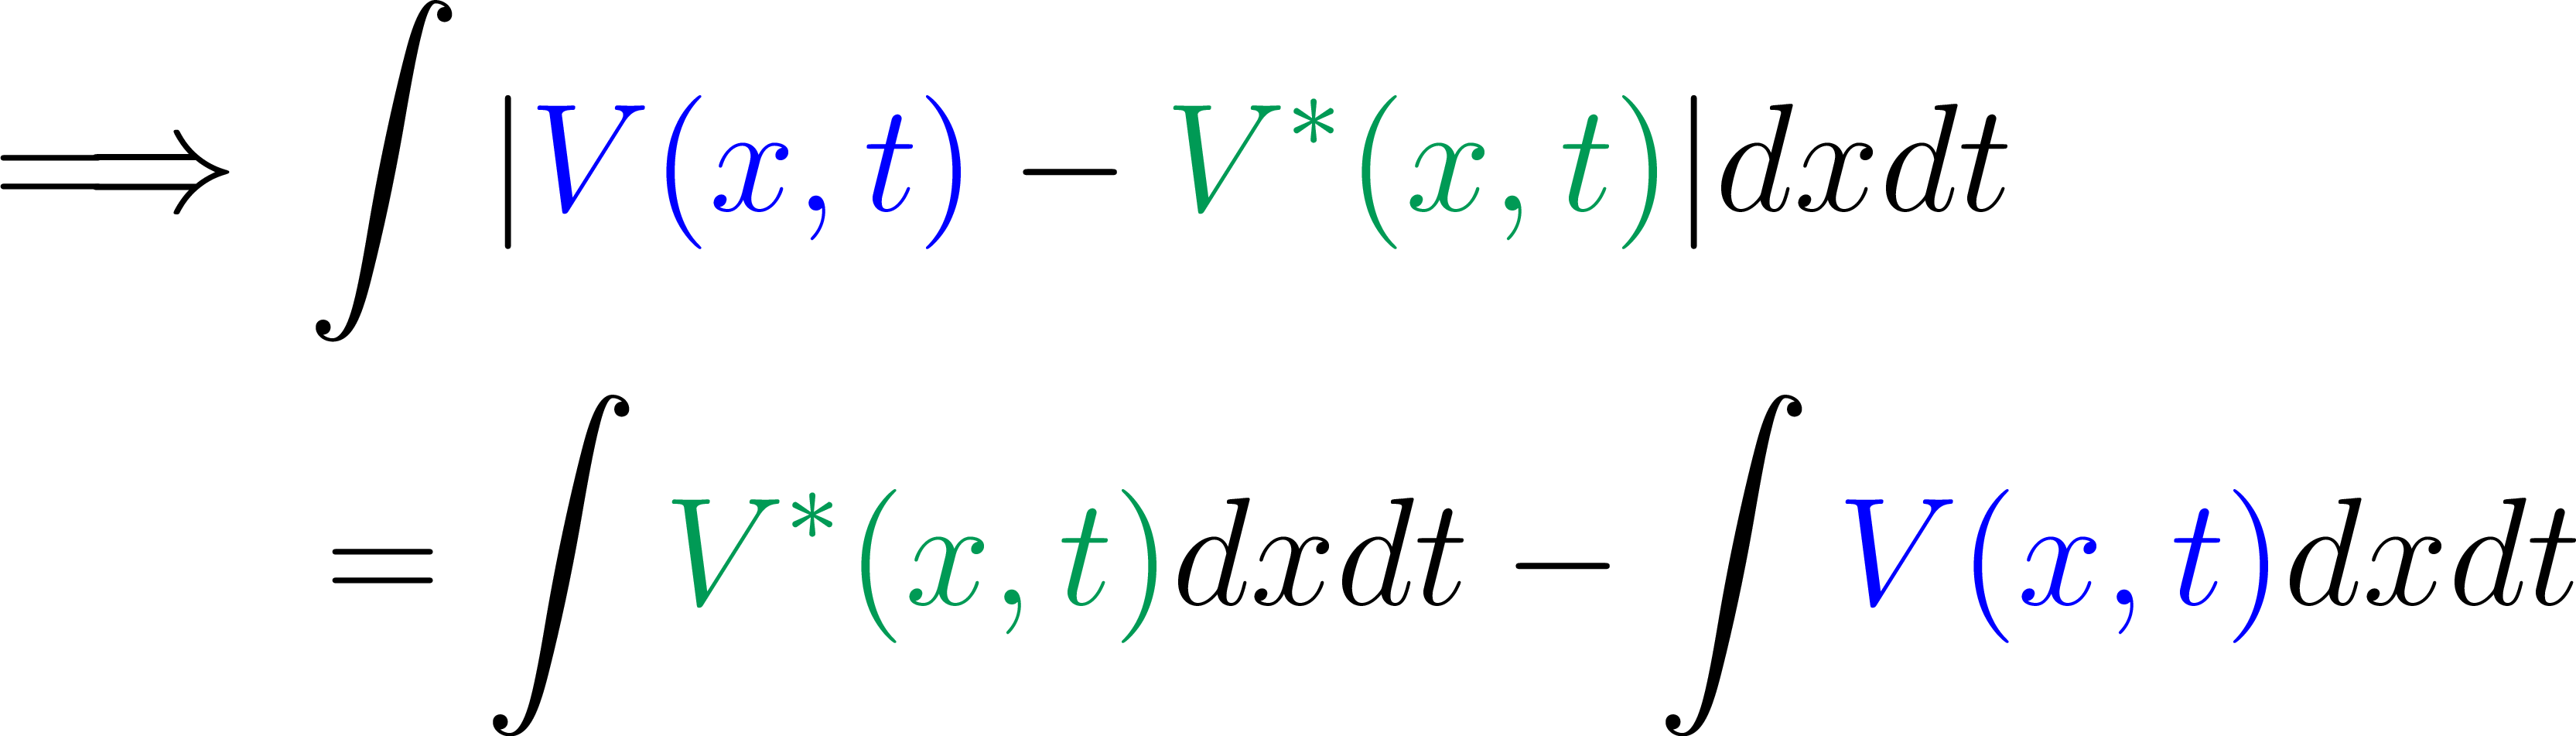 ⟹ ∫ |V(x, t) − V*(x, t)|dxdt
= ∫ V*(x, t)dxdt − ∫ V(x, t)dxdt